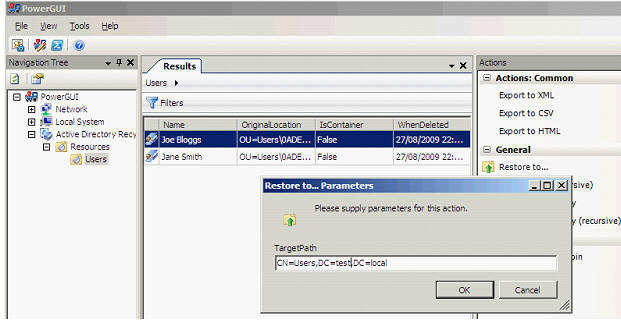 PowerGUI
File View Tools Help
Navigation Tree
PowerGUI
Network
Local System
Active Directory Recy
Resources
Users
Results
Users
Filters
Name OriginalLocation IsContainer WhenDeleted
Joe Bloggs OU=Users\0ADE... False 27/08/2009 22:...
Jane Smith OU=Users\0ADE... False 27/08/2009 22:...
Actions
Actions: Common
Export to XML
Export to CSV
Export to HTML
General
Restore to...
Restore to... Parameters
Please supply parameters for this action.
TargetPath
CN=Users,DC=test,DC=local
OK Cancel